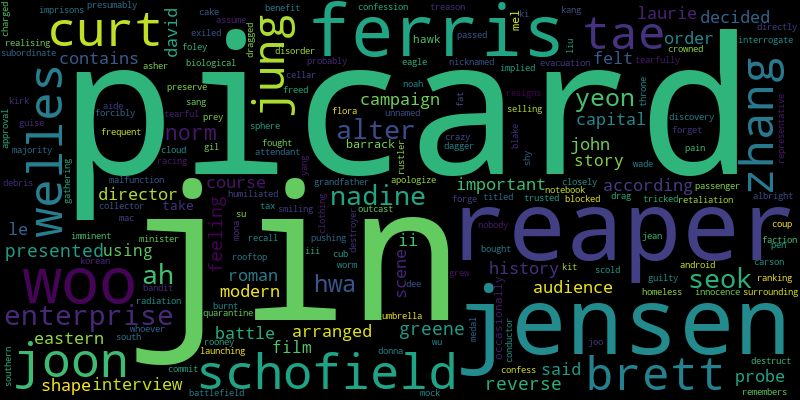 charged imprisons presumably cake benefit confession treason mel ki kang assume passed directly
realising curt david nicknamed ferris tae laurie decided
subordinate contains foley disorder hawk order interrogate
asher biological dragged jung probably eagle implied liu evacuation felt crowned tearfully
welles preserve cellar freed noah resigns yeon throne discovery zhang
picard
kirk aide tearful sang prey flora campaign fat selling capital forget representative
approval guise forcibly sphere unnamed crazy blake pain
majority frequent norm gil fought alter barrack dagger shy john wade
debris gathering cloud racing attendant yang rustler story
malfunction grandfather apologize important according passenger
director course humiliated nadine titled trusted notebook closely blocked drag tricked retaliation albright
collector take tax smiling clothing outcast forge reaper coup
le mac su mona recall pushing destroyer ii nobody jean faction
presented using imminent minister feeling iii cub scene grew bought history kit scold guilty android pen carson
woo korean ah rooftop roman worm hwa dee occasionally audience seok ranking
jin
bandit radiation burnt modern homeless innocence surrounding
enterprise whoever quarantine umbrella jensen
eastern south rooney battle arranged donna wu greene medal conductor joo
southern joon launching film said destruct
shape interview commit schofield confess brett probe
battlefield mock reverse remembers